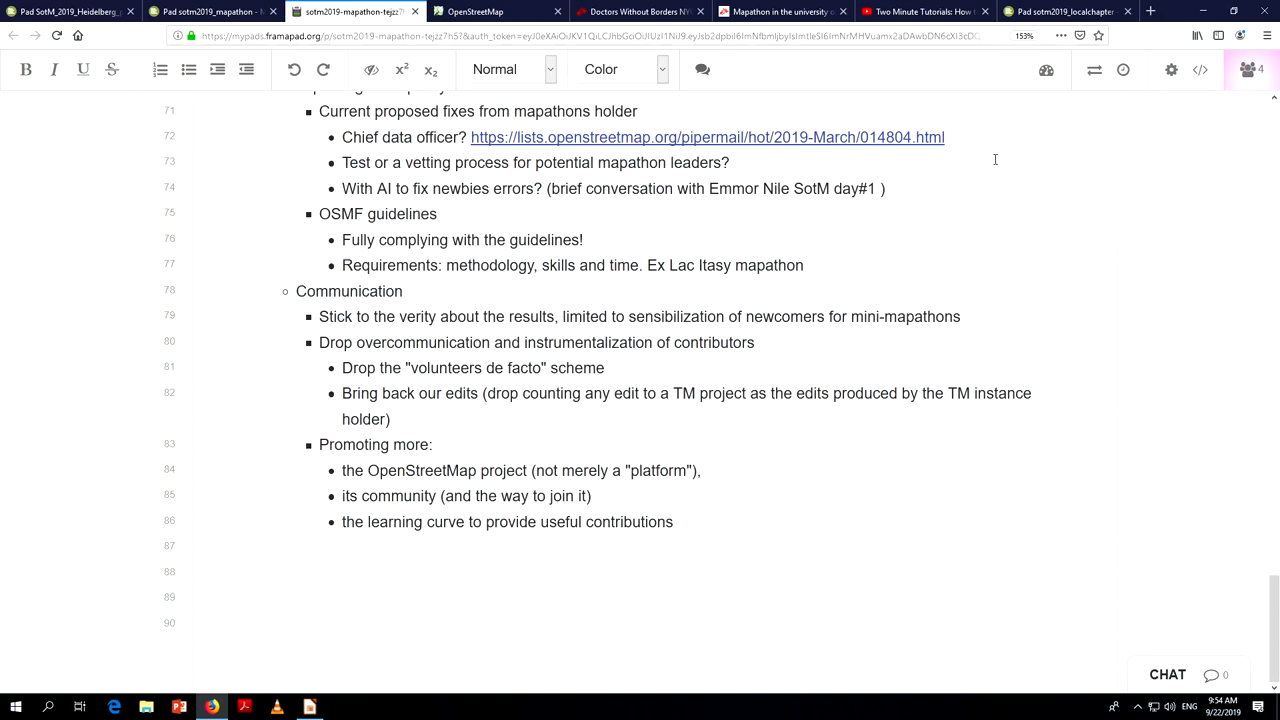 Pad SotM_2019_Heidelberg_
Pad sotm2019_mapathon -
sotm2019-mapathon-tejzz7h
OpenStreetMap
Doctors Without Borders NY
Mapathon in the university
Two Minute Tutorials: How
Pad sotm2019_localchapter
153%
B I U S
x² x₂
Normal
Color
4
71 Current proposed fixes from mapathons holder
72 Chief data officer? https://lists.openstreetmap.org/pipermail/hot/2019-March/014804.html
73 Test or a vetting process for potential mapathon leaders?
74 With AI to fix newbies errors? (brief conversation with Emmor Nile SotM day#1 )
75 OSMF guidelines
76 Fully complying with the guidelines!
77 Requirements: methodology, skills and time. Ex Lac Itasy mapathon
78 Communication
79 Stick to the verity about the results, limited to sensibilization of newcomers for mini-mapathons
80 Drop overcommunication and instrumentalization of contributors
81 Drop the "volunteers de facto" scheme
82 Bring back our edits (drop counting any edit to a TM project as the edits produced by the TM instance
holder)
83 Promoting more:
84 the OpenStreetMap project (not merely a "platform"),
85 its community (and the way to join it)
86 the learning curve to provide useful contributions
87
88
89
90
CHAT 0
ENG
9:54 AM
9/22/2019